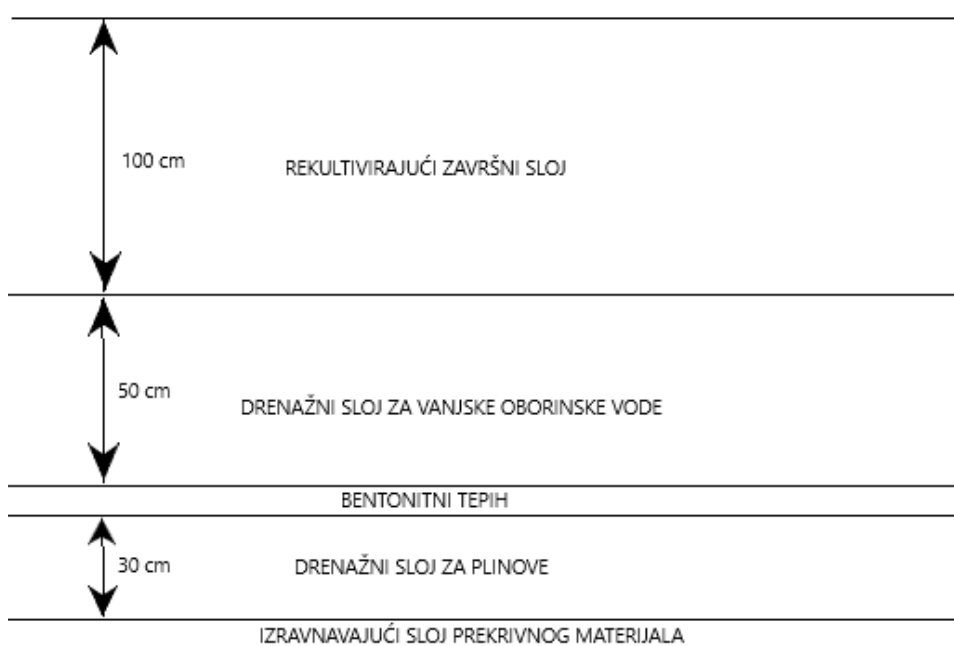 100 cm
REKULTIVIRAJUĆI ZAVRŠNI SLOJ
50 cm
DRENAŽNI SLOJ ZA VANJSKE OBORINSKE VODE
BENTONITNI TEPIH
30 cm
DRENAŽNI SLOJ ZA PLINOVE
IZRAVNAVAJUĆI SLOJ PREKRIVNOG MATERIJALA